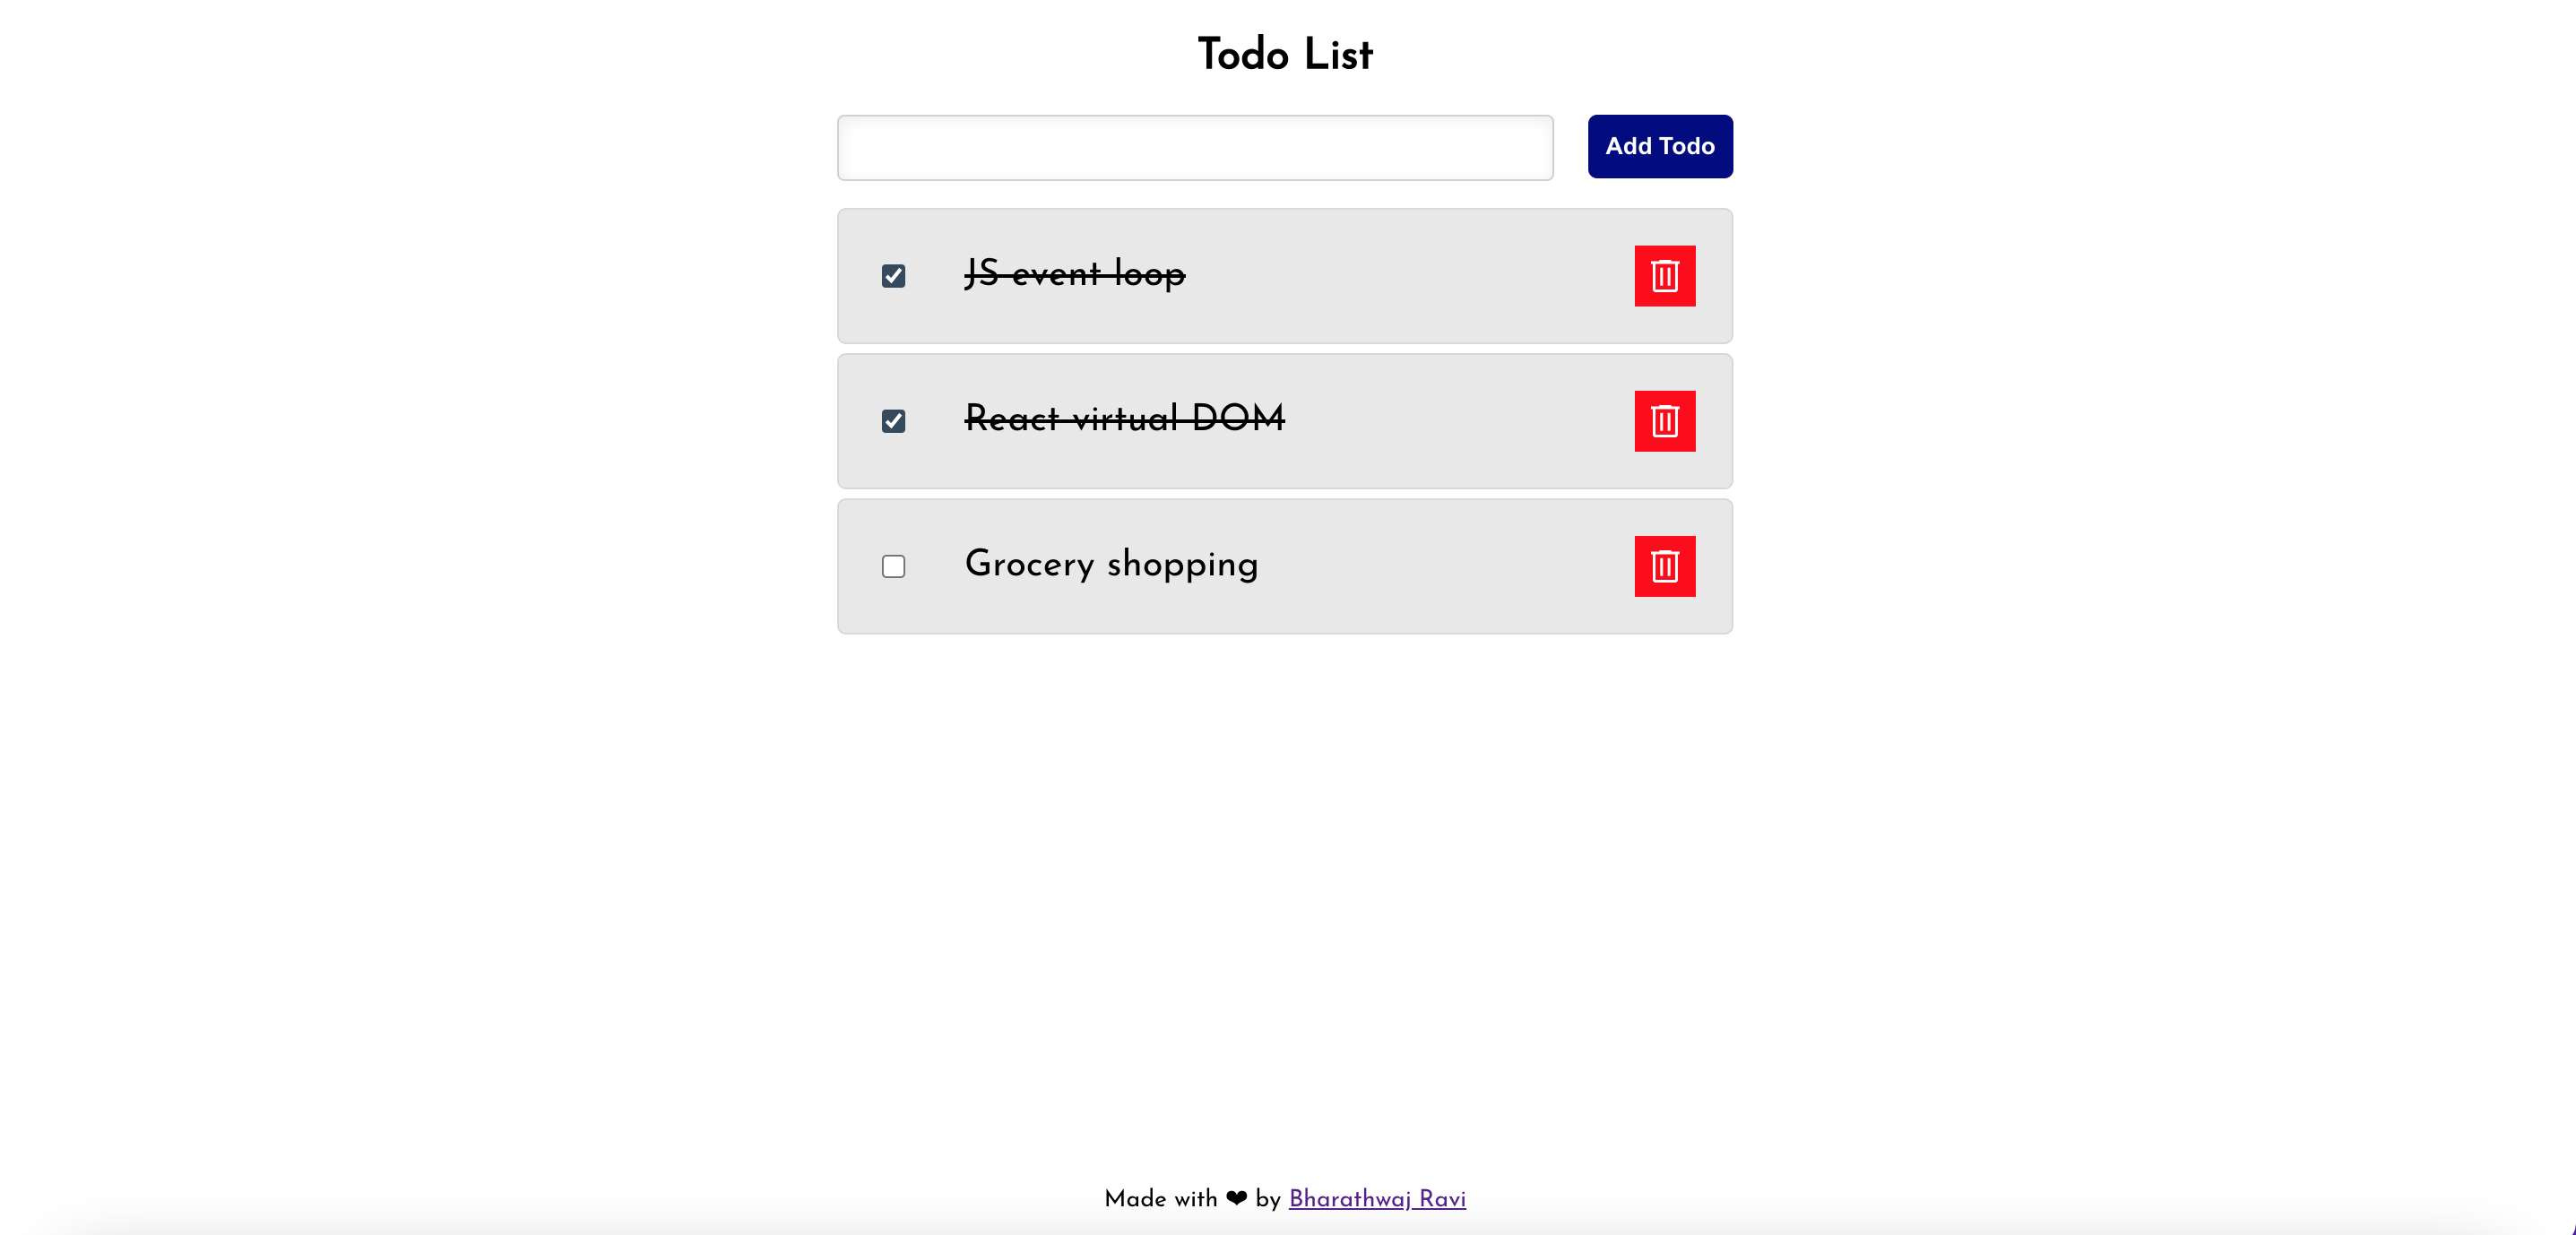 Todo List
Add Todo
JS event loop
React virtual DOM
Grocery shopping
Made with ❤ by Bharathwaj Ravi